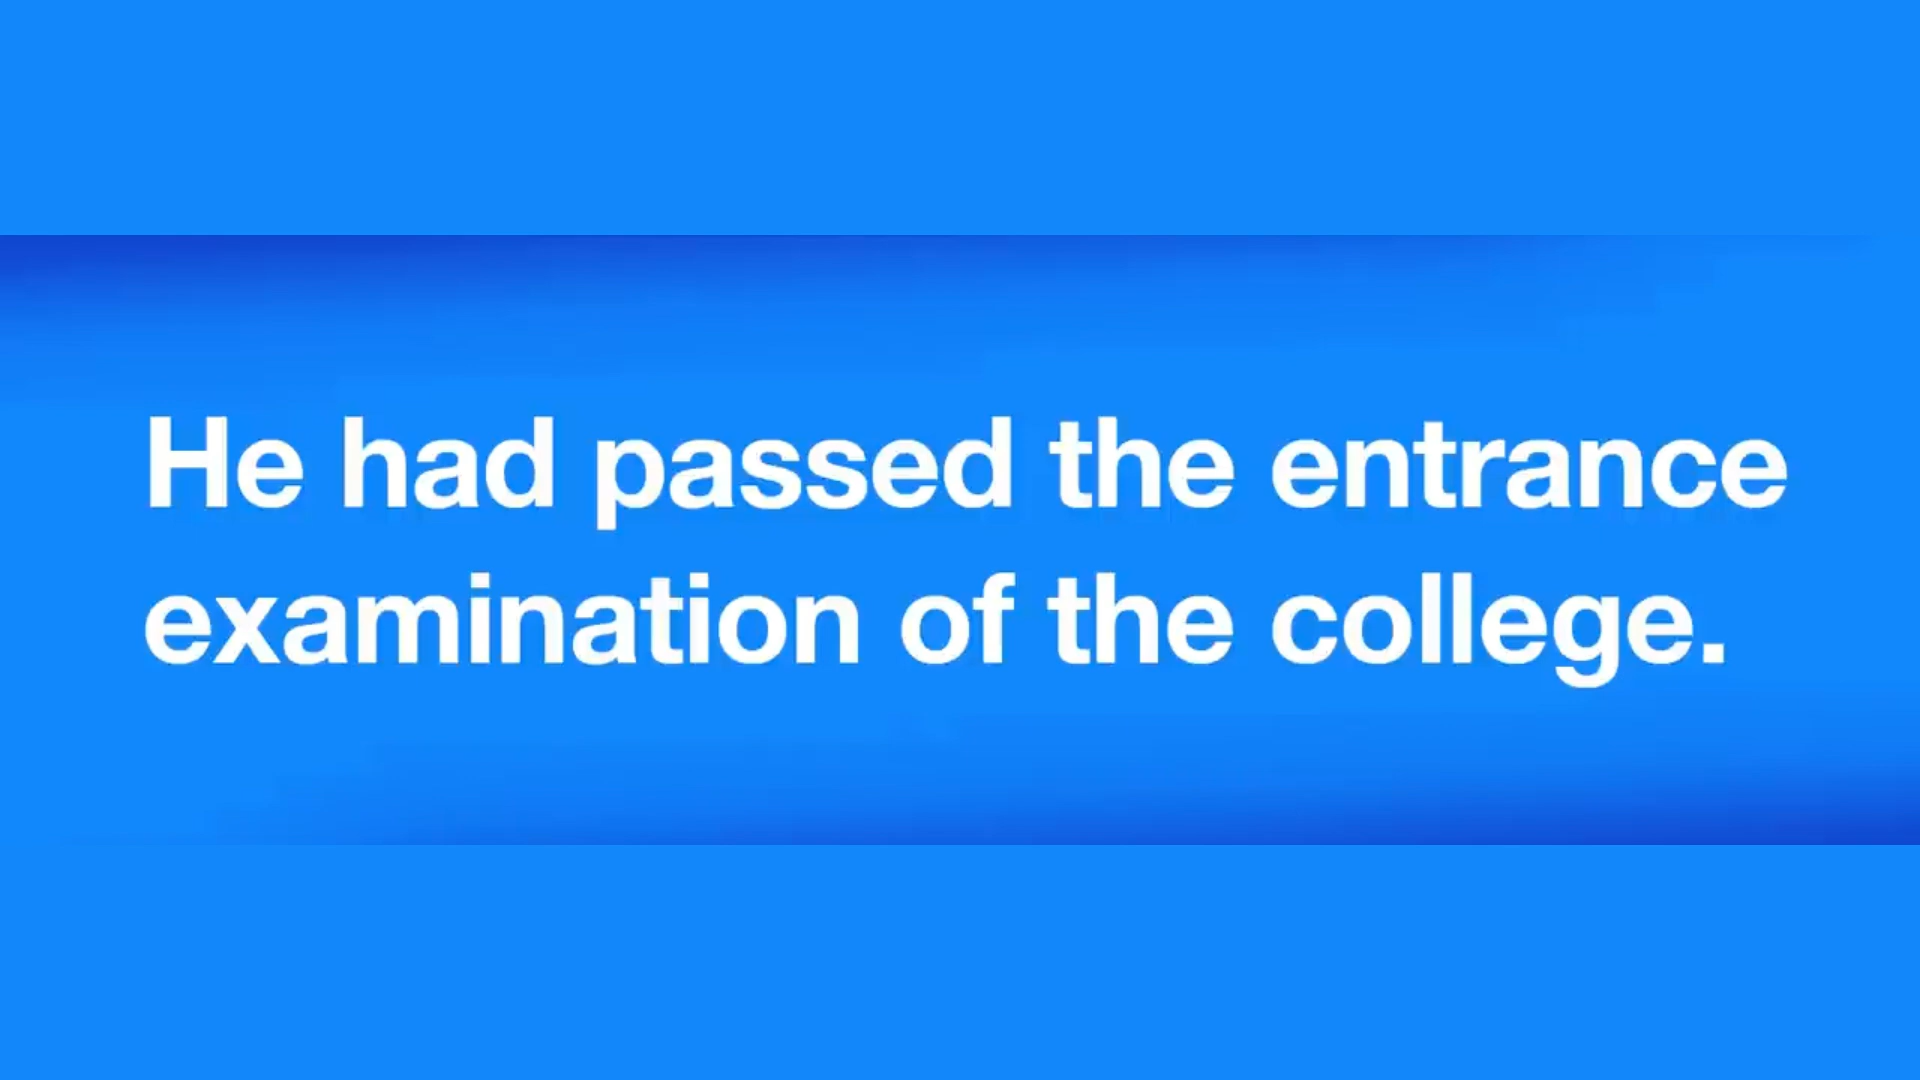 He had passed the entrance
examination of the college.